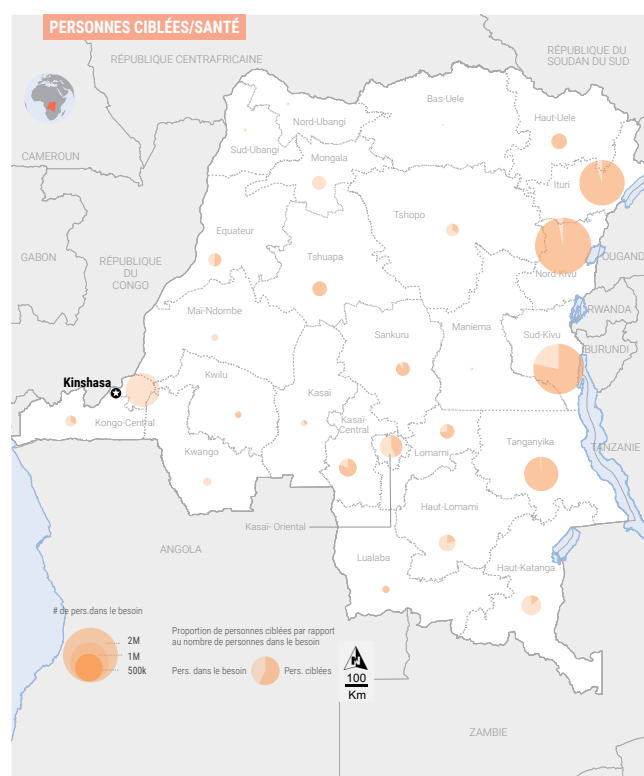 PERSONNES CIBLÉES/SANTÉ
RÉPUBLIQUE CENTRAFRICAINE
RÉPUBLIQUE DU
SOUDAN DU SUD
Bas-Uele
Haut-Uele
Nord-Ubangi
Sud-Ubangi
Mongala
CAMEROUN
Ituri
Tshopo
Equateur
GABON
RÉPUBLIQUE
DU
CONGO
Tshuapa
OUGAND
Nord-Kivu
Mai-Ndombe
RWANDA
Sankuru
Maniema
Sud-Kivu
BURUNDI
Kinshasa
Kwilu
Kasai
Kongo-Central
Kasai-
Central
Lomami
Tanganyika
TANZANIE
Kwango
Haut-Lomami
Kasaï- Oriental
ANGOLA
Lualaba
Haut-Katanga
# de pers.dans le besoin
2M
1M
500k
Proportion de personnes ciblées par rapport
au nombre de personnes dans le besoin
Pers. dans le besoin
Pers. ciblées
N
100
Km
ZAMBIE